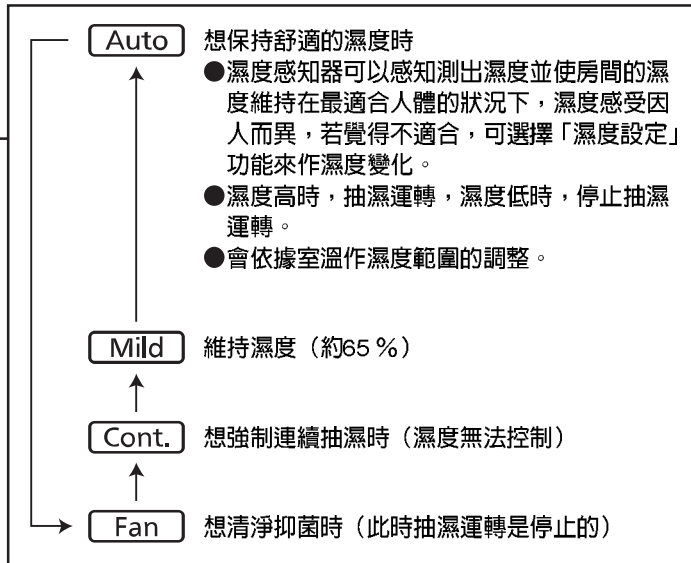 Auto 想保持舒適的濕度時
●濕度感知器可以感知測出濕度並使房間的濕
度維持在最適合人體的狀況下，濕度感受因
人而異，若覺得不適合，可選擇「濕度設定」
功能來作濕度變化。
●濕度高時，抽濕運轉，濕度低時，停止抽濕
運轉。
●會依據室溫作濕度範圍的調整。
Mild 維持濕度（約65％）
Cont. 想強制連續抽濕時（濕度無法控制）
Fan 想清淨抑菌時（此時抽濕運轉是停止的）